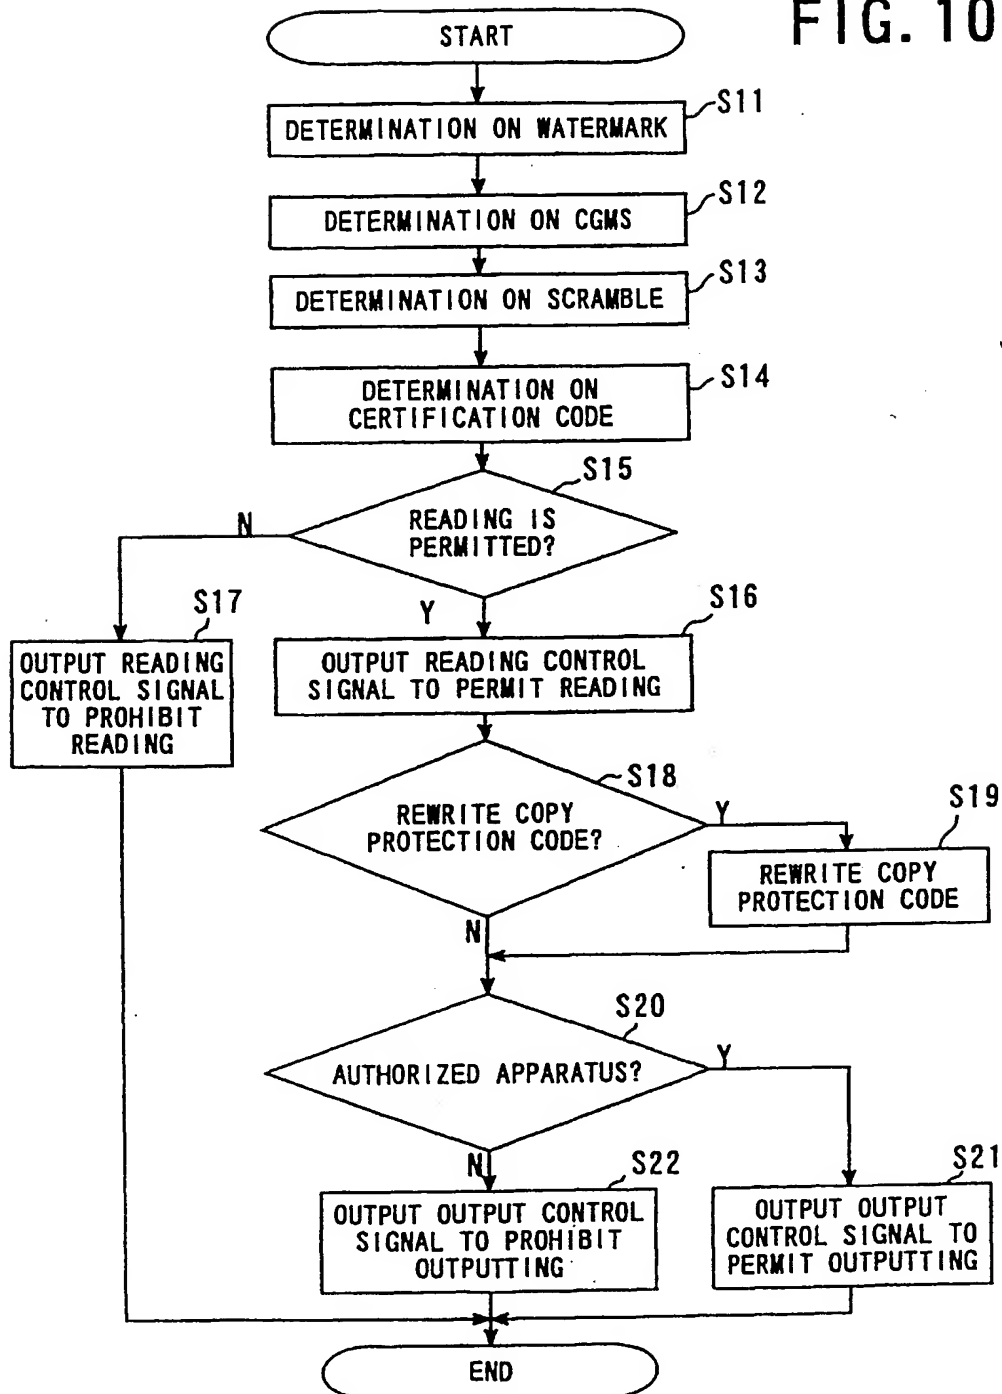 FIG. 10
START
S11
DETERMINATION ON WATERMARK
S12
DETERMINATION ON CGMS
S13
DETERMINATION ON SCRAMBLE
S14
DETERMINATION ON
CERTIFICATION CODE
S15
READING IS
PERMITTED?
N
Y
S17
OUTPUT READING
CONTROL SIGNAL
TO PROHIBIT
READING
S16
OUTPUT READING CONTROL
SIGNAL TO PERMIT READING
S18
REWRITE COPY
PROTECTION CODE?
Y
N
S19
REWRITE COPY
PROTECTION CODE
S20
AUTHORIZED APPARATUS?
Y
N
S22
OUTPUT OUTPUT CONTROL
SIGNAL TO PROHIBIT
OUTPUTTING
S21
OUTPUT OUTPUT
CONTROL SIGNAL TO
PERMIT OUTPUTTING
END